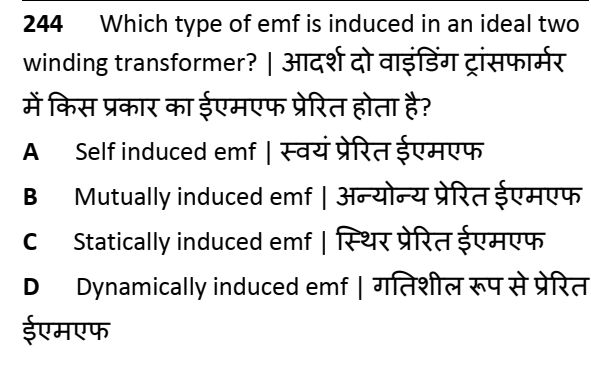 244 Which type of emf is induced in an ideal two
winding transformer? | आदर्श दो वाइंडिंग ट्रांसफार्मर
में किस प्रकार का ईएमएफ प्रेरित होता है?
A Self induced emf | स्वयं प्रेरित ईएमएफ
B Mutually induced emf | अन्योन्य प्रेरित ईएमएफ
C Statically induced emf | स्थिर प्रेरित ईएमएफ
D Dynamically induced emf | गतिशील रूप से प्रेरित
ईएमएफ